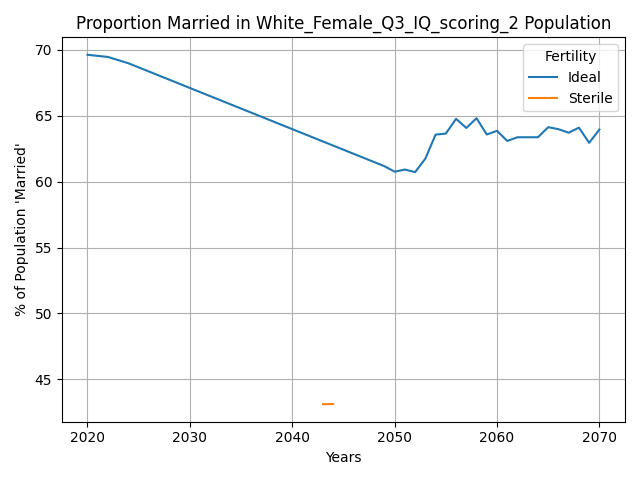 Proportion Married in White_Female_Q3_IQ_scoring_2 Population
% of Population 'Married'
70
65
60
55
50
45
Fertility
Ideal
Sterile
2020 2030 2040 2050 2060 2070
Years